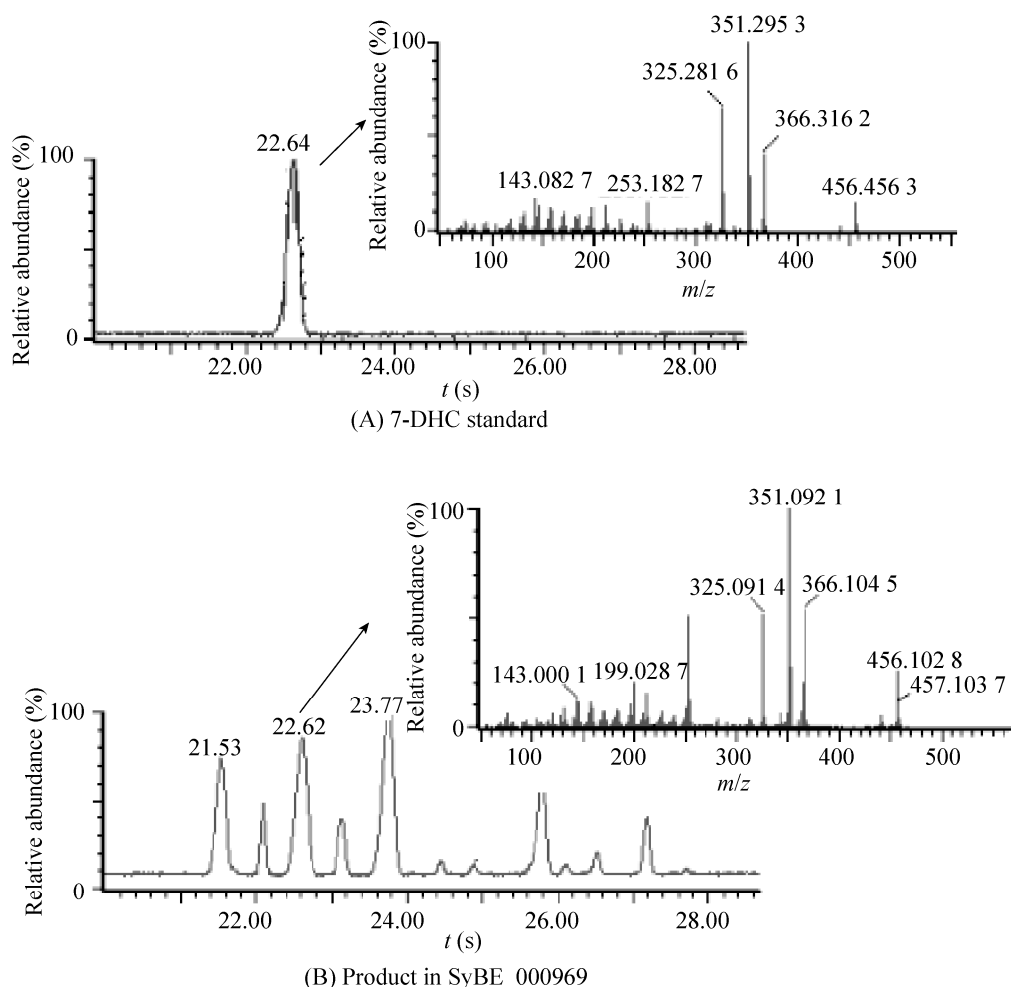 351.295 3
100
325.281 6
366.316 2
143.082 7
253.182 7
456.456 3
0
Relative abundance (%)
100 200 300 400 500
m/z
22.64
100
0
Relative abundance (%)
22.00 24.00 26.00 28.00
t (s)
(A) 7-DHC standard
351.092 1
100
325.091 4
366.104 5
143.000 1
199.028 7
456.102 8
457.103 7
0
Relative abundance (%)
100 200 300 400 500
m/z
23.77
100
22.62
21.53
0
Relative abundance (%)
22.00 24.00 26.00 28.00
t (s)
(B) Product in SyBE_000969